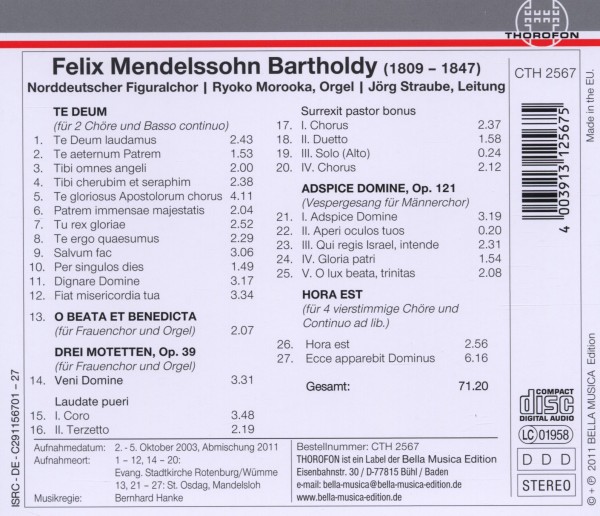 THOROFON
Felix Mendelssohn Bartholdy (1809 – 1847)
Norddeutscher Figuralchor | Ryoko Morooka, Orgel | Jörg Straube, Leitung
CTH 2567
Made in the EU.
TE DEUM
(für 2 Chöre und Basso continuo)
1. Te Deum laudamus 2.43
2. Te aeternum Patrem 1.53
3. Tibi omnes angeli 2.00
4. Tibi cherubim et seraphim 2.38
5. Te gloriosus Apostolorum chorus 4.11
6. Patrem immensae majestatis 2.04
7. Tu rex gloriae 2.52
8. Te ergo quaesumus 2.29
9. Salvum fac 3.06
10. Per singulos dies 1.49
11. Dignare Domine 3.17
12. Fiat misericordia tua 3.34
13. O BEATA ET BENEDICTA
(für Frauenchor und Orgel) 2.07
DREI MOTETTEN, Op. 39
(für Frauenchor und Orgel)
14. Veni Domine 3.31
Laudate pueri
15. I. Coro 3.48
16. II. Terzetto 2.19
Surrexit pastor bonus
17. I. Chorus 2.37
18. II. Duetto 1.58
19. III. Solo (Alto) 0.24
20. IV. Chorus 2.12
ADSPICE DOMINE, Op. 121
(Vespergesang für Männerchor)
21. I. Adspice Domine 3.19
22. II. Aperi oculos tuos 0.20
23. III. Qui regis Israel, intende 2.31
24. IV. Gloria patri 1.54
25. V. O lux beata, trinitas 2.08
HORA EST
(für 4 vierstimmige Chöre und
Continuo ad lib.)
26. Hora est 2.56
27. Ecce apparebit Dominus 6.16
Gesamt: 71.20
4 003913 125675
COMPACT
disc
DIGITAL AUDIO
LC 01958
D D D
STEREO
© + ℗ 2011 BELLA MUSICA Edition
ISRC - DE - C291156701 – 27
Aufnahmedatum: 2. - 5. Oktober 2003, Abmischung 2011
Aufnahmeort: 1 – 12, 14 – 20:
Evang. Stadtkirche Rotenburg/Wümme
13, 21 – 27: St. Osdag, Mandelsloh
Musikregie: Bernhard Hanke
Bestellnummer: CTH 2567
THOROFON ist ein Label der Bella Musica Edition
Eisenbahnstr. 30 / D-77815 Bühl / Baden
e-mail: bella.musica@bella-musica-edition.de
www.bella-musica-edition.de